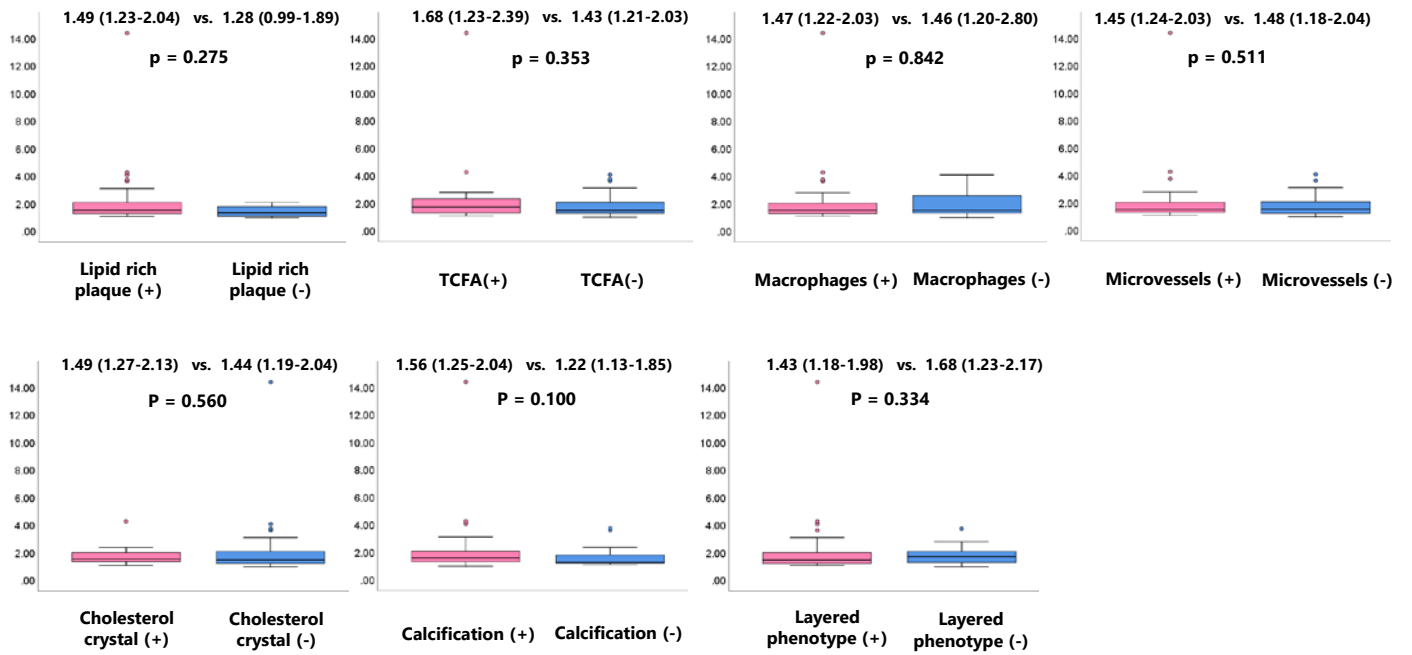 1.49 (1.23-2.04) vs. 1.28 (0.99-1.89)
p = 0.275
14.00
12.00
10.00
8.00
6.00
4.00
2.00
.00
Lipid rich
plaque (+)
Lipid rich
plaque (-)
1.68 (1.23-2.39) vs. 1.43 (1.21-2.03)
p = 0.353
14.00
12.00
10.00
8.00
6.00
4.00
2.00
.00
TCFA(+)
TCFA(-)
1.47 (1.22-2.03) vs. 1.46 (1.20-2.80)
p = 0.842
14.00
12.00
10.00
8.00
6.00
4.00
2.00
.00
Macrophages (+)
Macrophages (-)
1.45 (1.24-2.03) vs. 1.48 (1.18-2.04)
p = 0.511
14.00
12.00
10.00
8.00
6.00
4.00
2.00
.00
Microvessels (+)
Microvessels (-)
1.49 (1.27-2.13) vs. 1.44 (1.19-2.04)
P = 0.560
14.00
12.00
10.00
8.00
6.00
4.00
2.00
.00
Cholesterol
crystal (+)
Cholesterol
crystal (-)
1.56 (1.25-2.04) vs. 1.22 (1.13-1.85)
P = 0.100
14.00
12.00
10.00
8.00
6.00
4.00
2.00
.00
Calcification (+)
Calcification (-)
1.43 (1.18-1.98) vs. 1.68 (1.23-2.17)
P = 0.334
14.00
12.00
10.00
8.00
6.00
4.00
2.00
.00
Layered
phenotype (+)
Layered
phenotype (-)